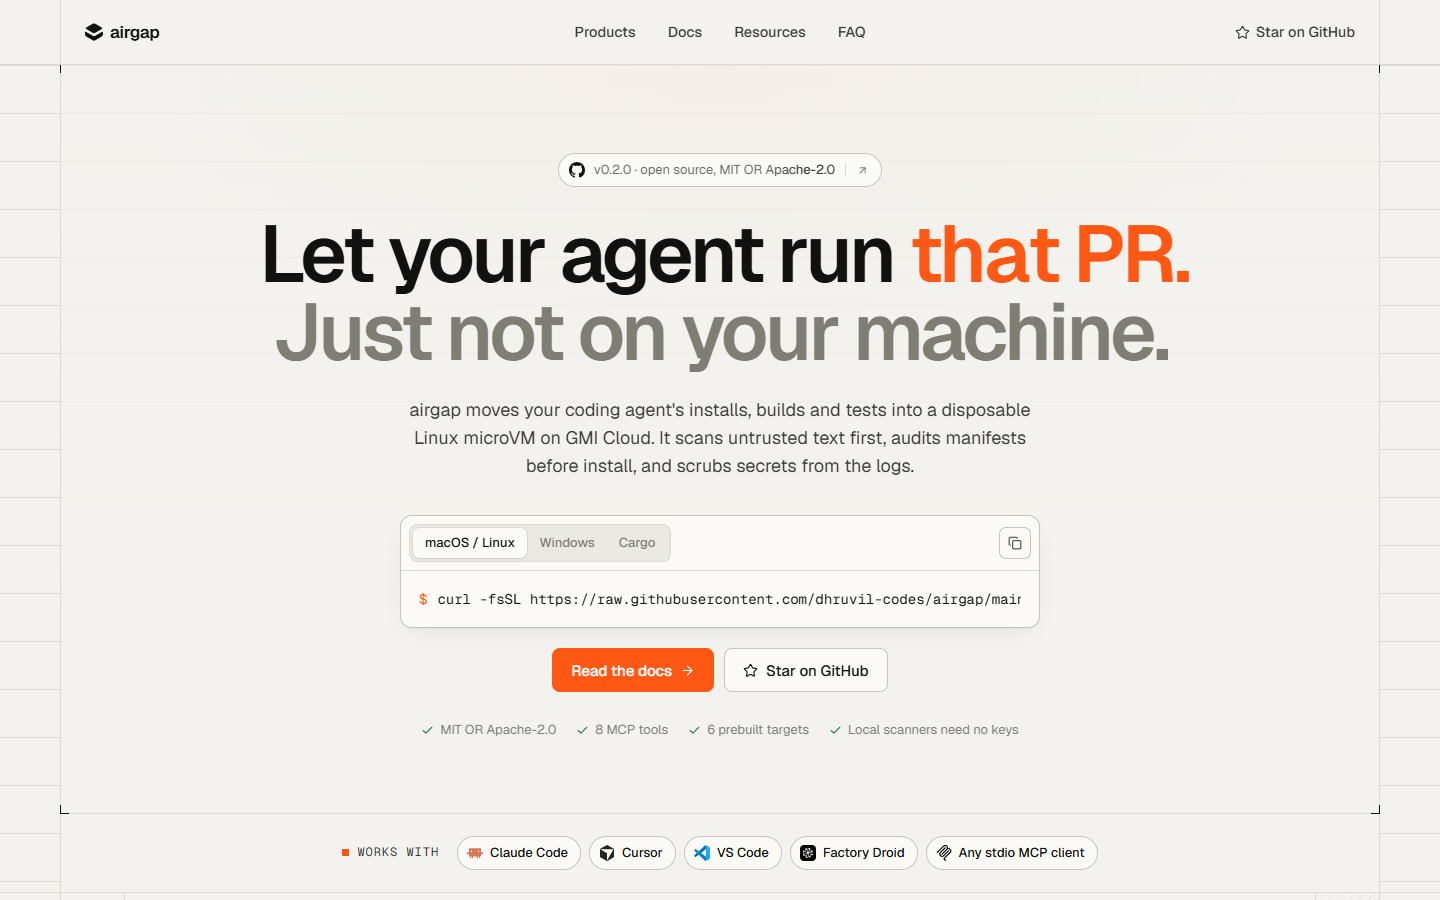 airgap
Products Docs Resources FAQ
Star on GitHub
v0.2.0 · open source, MIT OR Apache-2.0
Let your agent run that PR.
Just not on your machine.
airgap moves your coding agent's installs, builds and tests into a disposable
Linux microVM on GMI Cloud. It scans untrusted text first, audits manifests
before install, and scrubs secrets from the logs.
macOS / Linux Windows Cargo
$ curl -fsSL https://raw.githubusercontent.com/dhruvil-codes/airgap/main
Read the docs → Star on GitHub
MIT OR Apache-2.0 8 MCP tools 6 prebuilt targets Local scanners need no keys
WORKS WITH Claude Code Cursor VS Code Factory Droid Any stdio MCP client